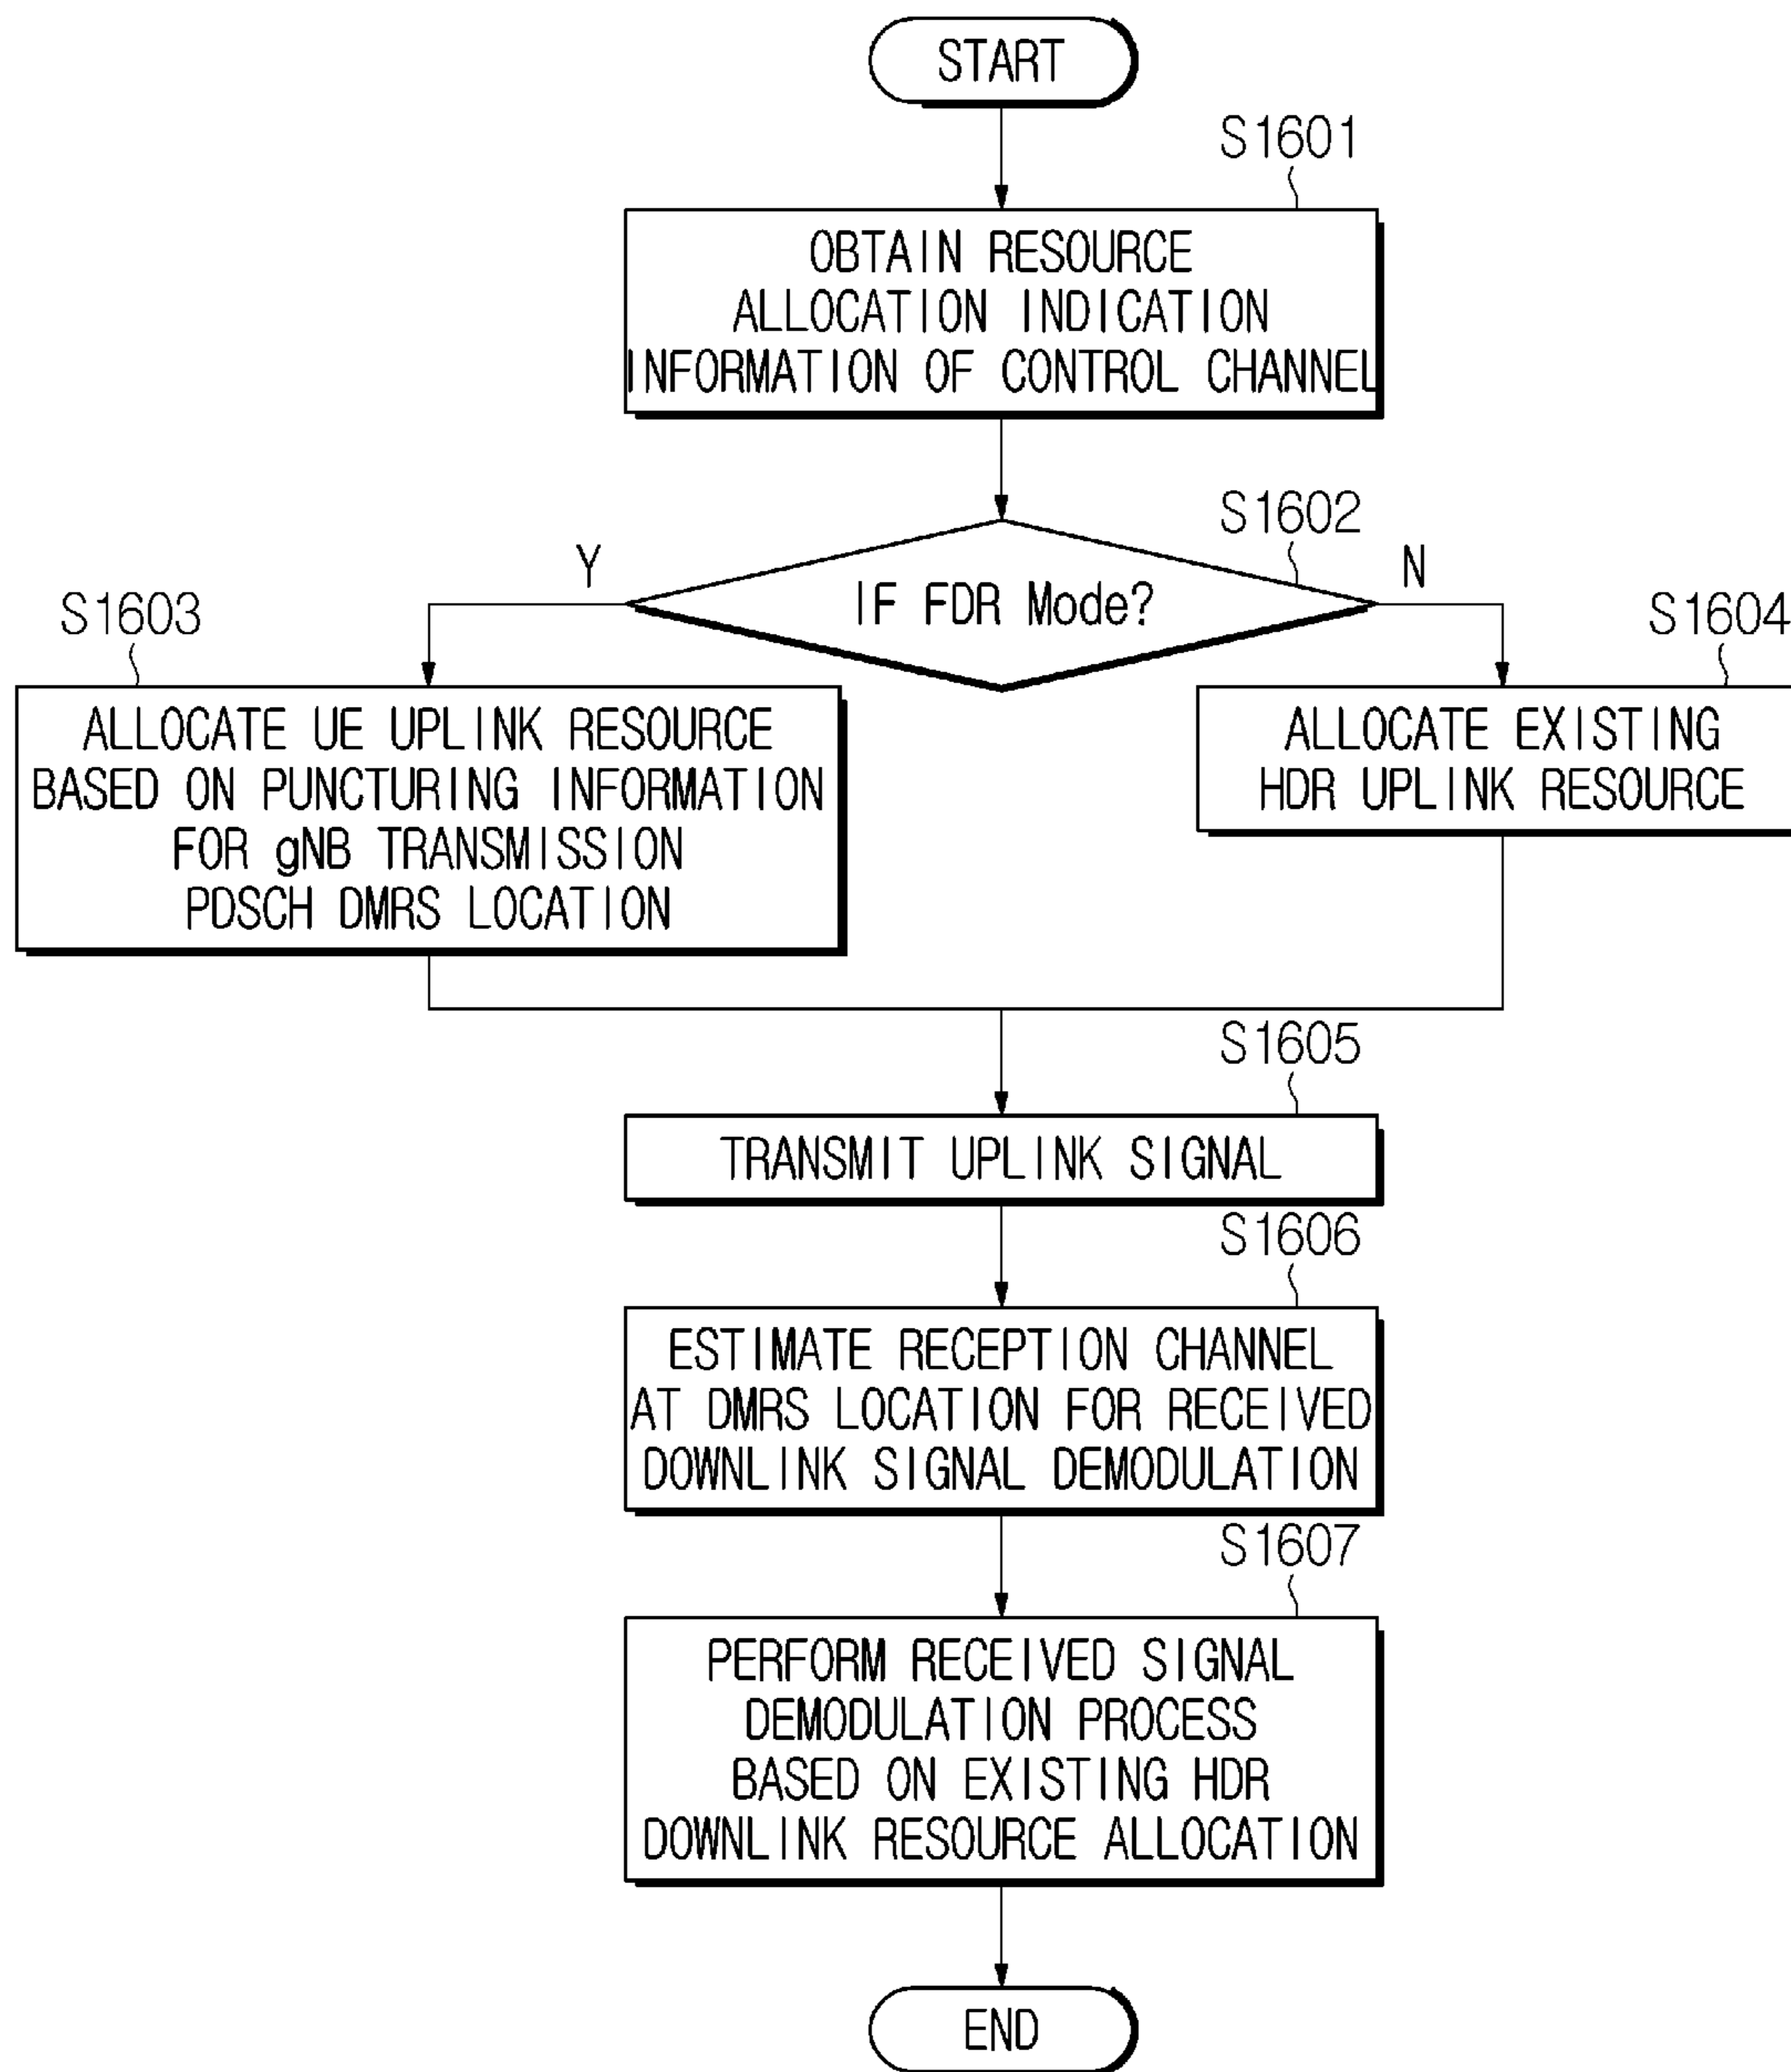 START
S1601
OBTAIN RESOURCE
ALLOCATION INDICATION
INFORMATION OF CONTROL CHANNEL
S1602
Y
IF FDR Mode?
N
S1603
S1604
ALLOCATE UE UPLINK RESOURCE
BASED ON PUNCTURING INFORMATION
FOR gNB TRANSMISSION
PDSCH DMRS LOCATION
ALLOCATE EXISTING
HDR UPLINK RESOURCE
S1605
TRANSMIT UPLINK SIGNAL
S1606
ESTIMATE RECEPTION CHANNEL
AT DMRS LOCATION FOR RECEIVED
DOWNLINK SIGNAL DEMODULATION
S1607
PERFORM RECEIVED SIGNAL
DEMODULATION PROCESS
BASED ON EXISTING HDR
DOWNLINK RESOURCE ALLOCATION
END